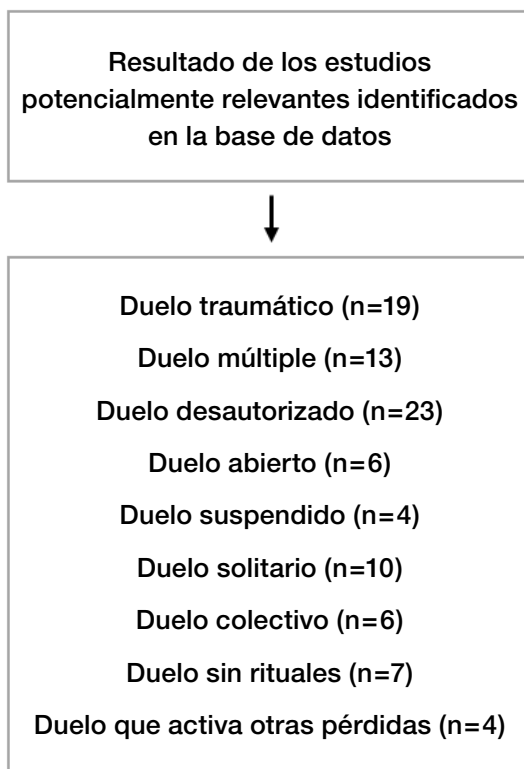 Resultado de los estudios
potencialmente relevantes identificados
en la base de datos
Duelo traumático (n=19)
Duelo múltiple (n=13)
Duelo desautorizado (n=23)
Duelo abierto (n=6)
Duelo suspendido (n=4)
Duelo solitario (n=10)
Duelo colectivo (n=6)
Duelo sin rituales (n=7)
Duelo que activa otras pérdidas (n=4)